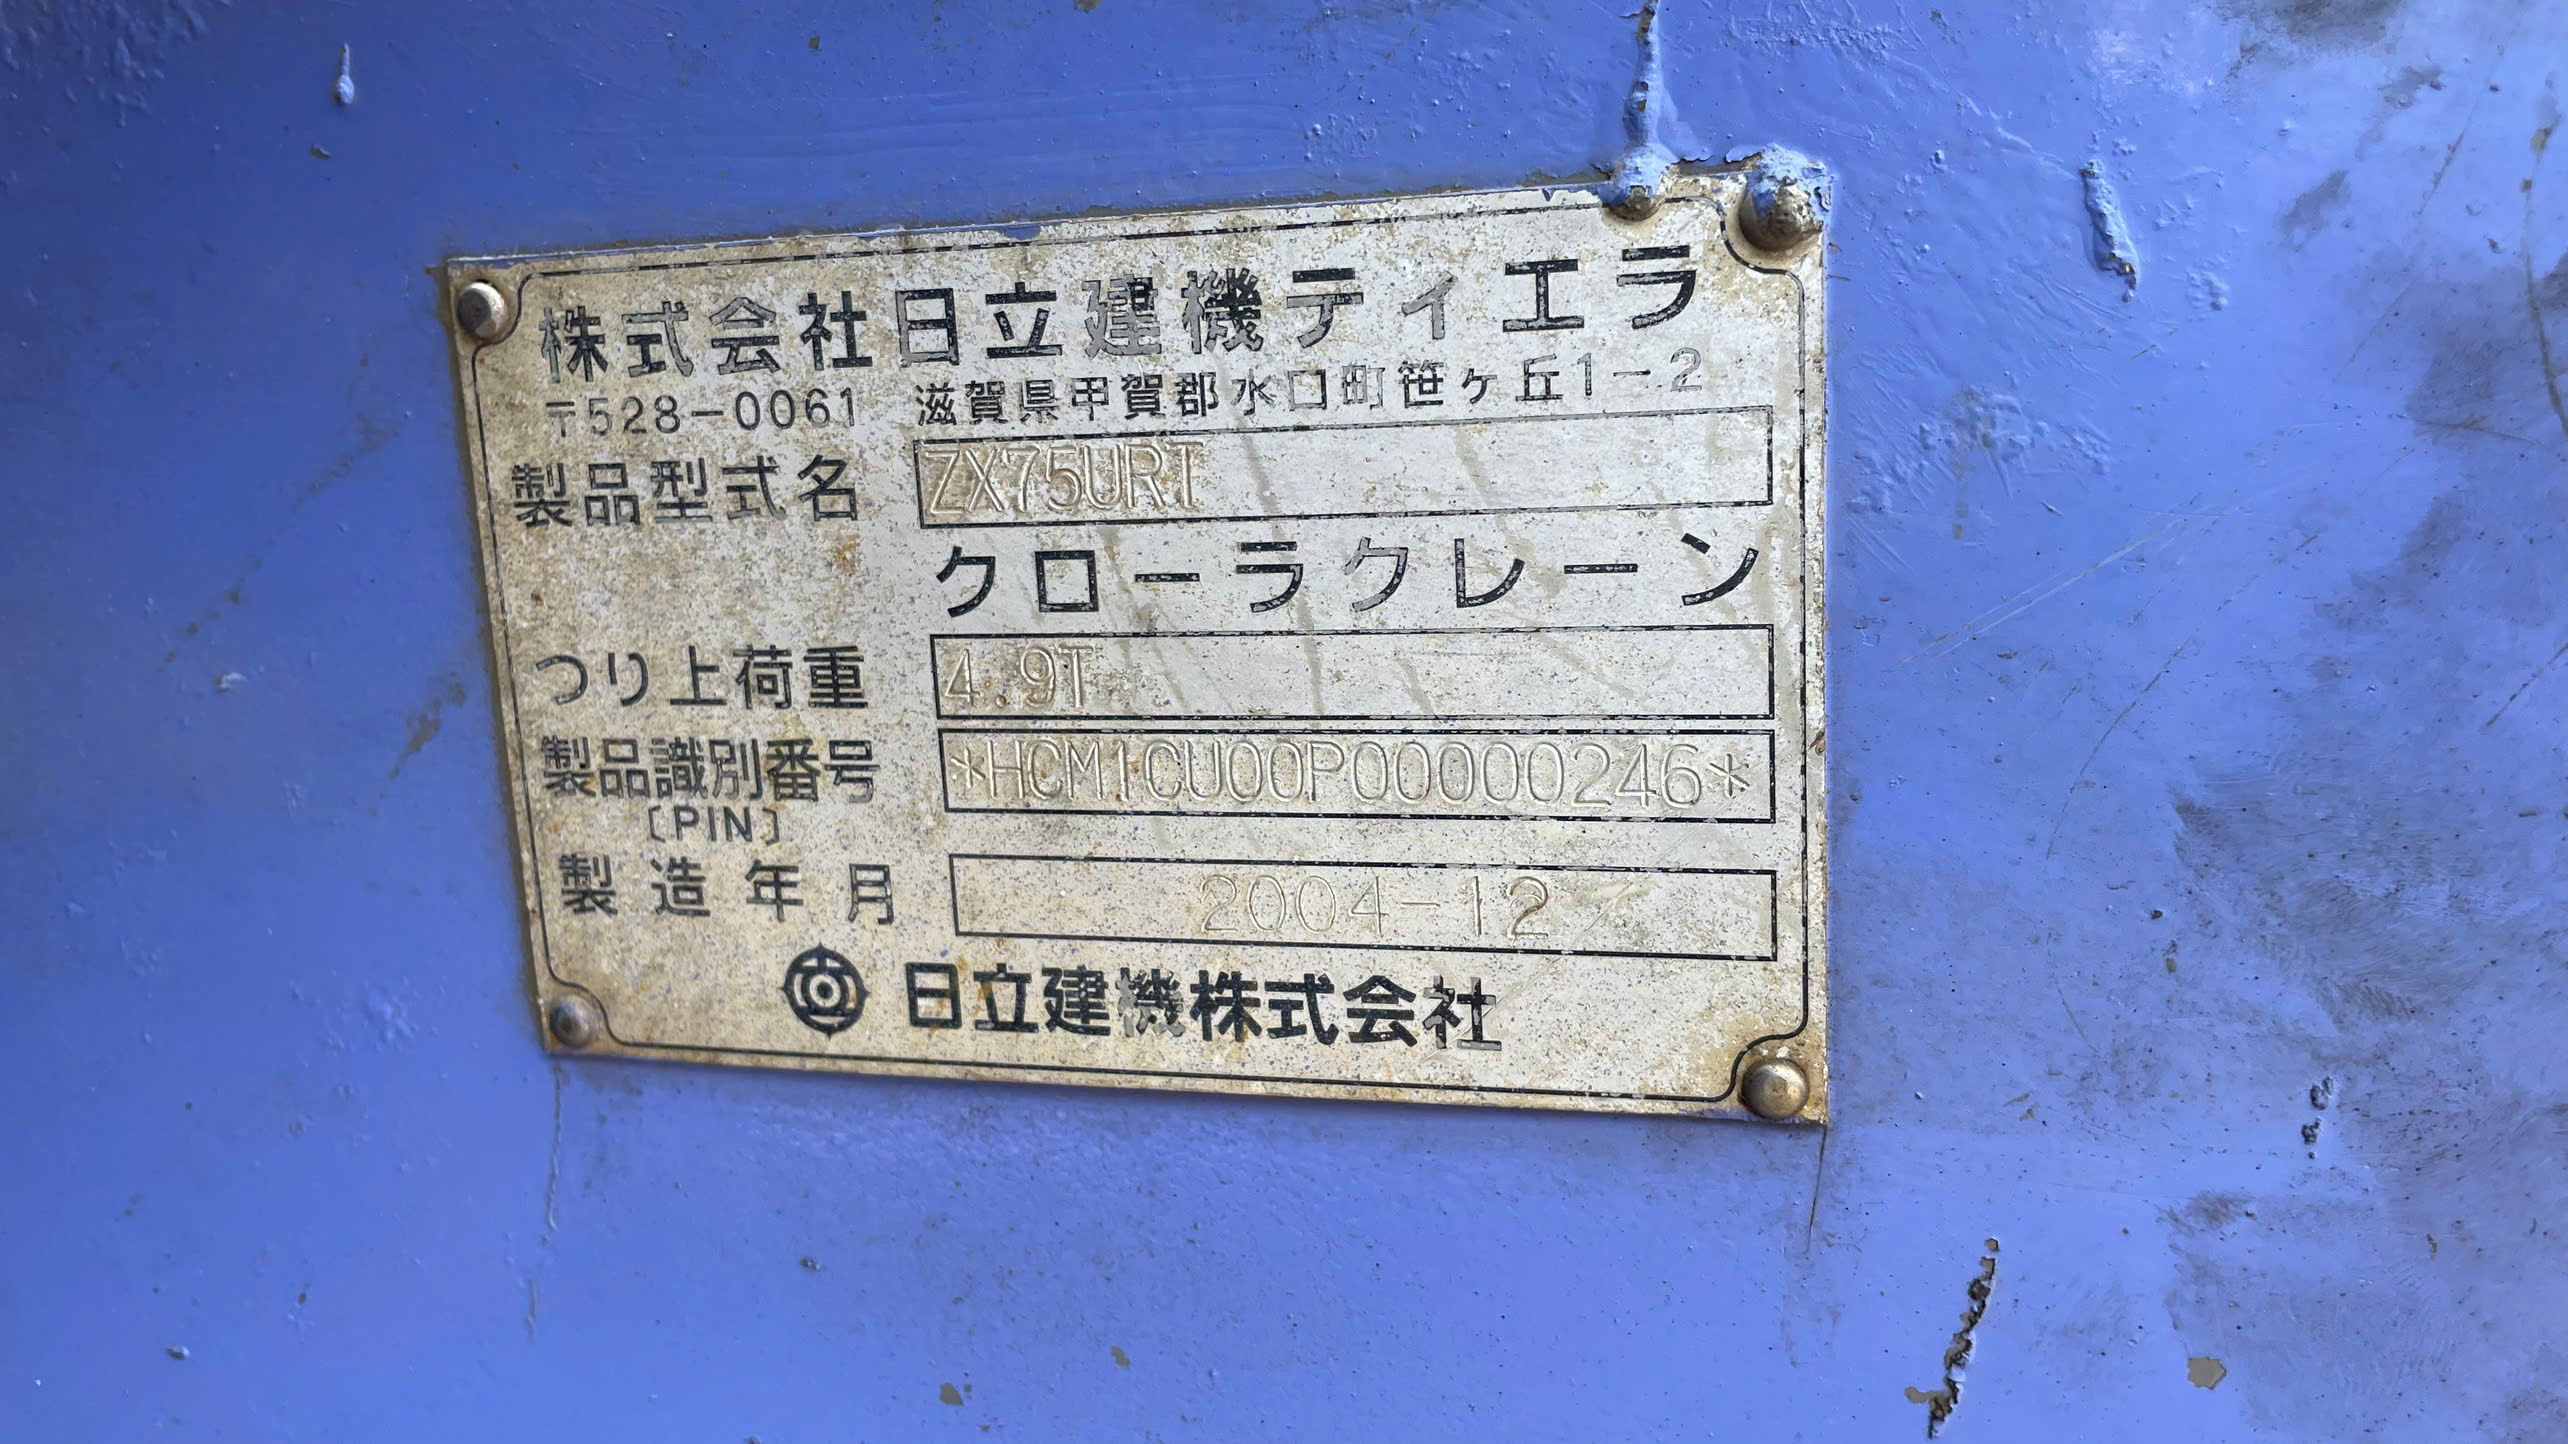 株式会社日立建機ティエラ
〒528-0061 滋賀県甲賀郡水口町笹ヶ丘1-2
製品型式名 ZX75URT
クローラクレーン
つり上荷重 4.9T
製品識別番号 *HCM1CU00P00000246*
〔PIN〕
製造年月 2004-12
日立建機株式会社